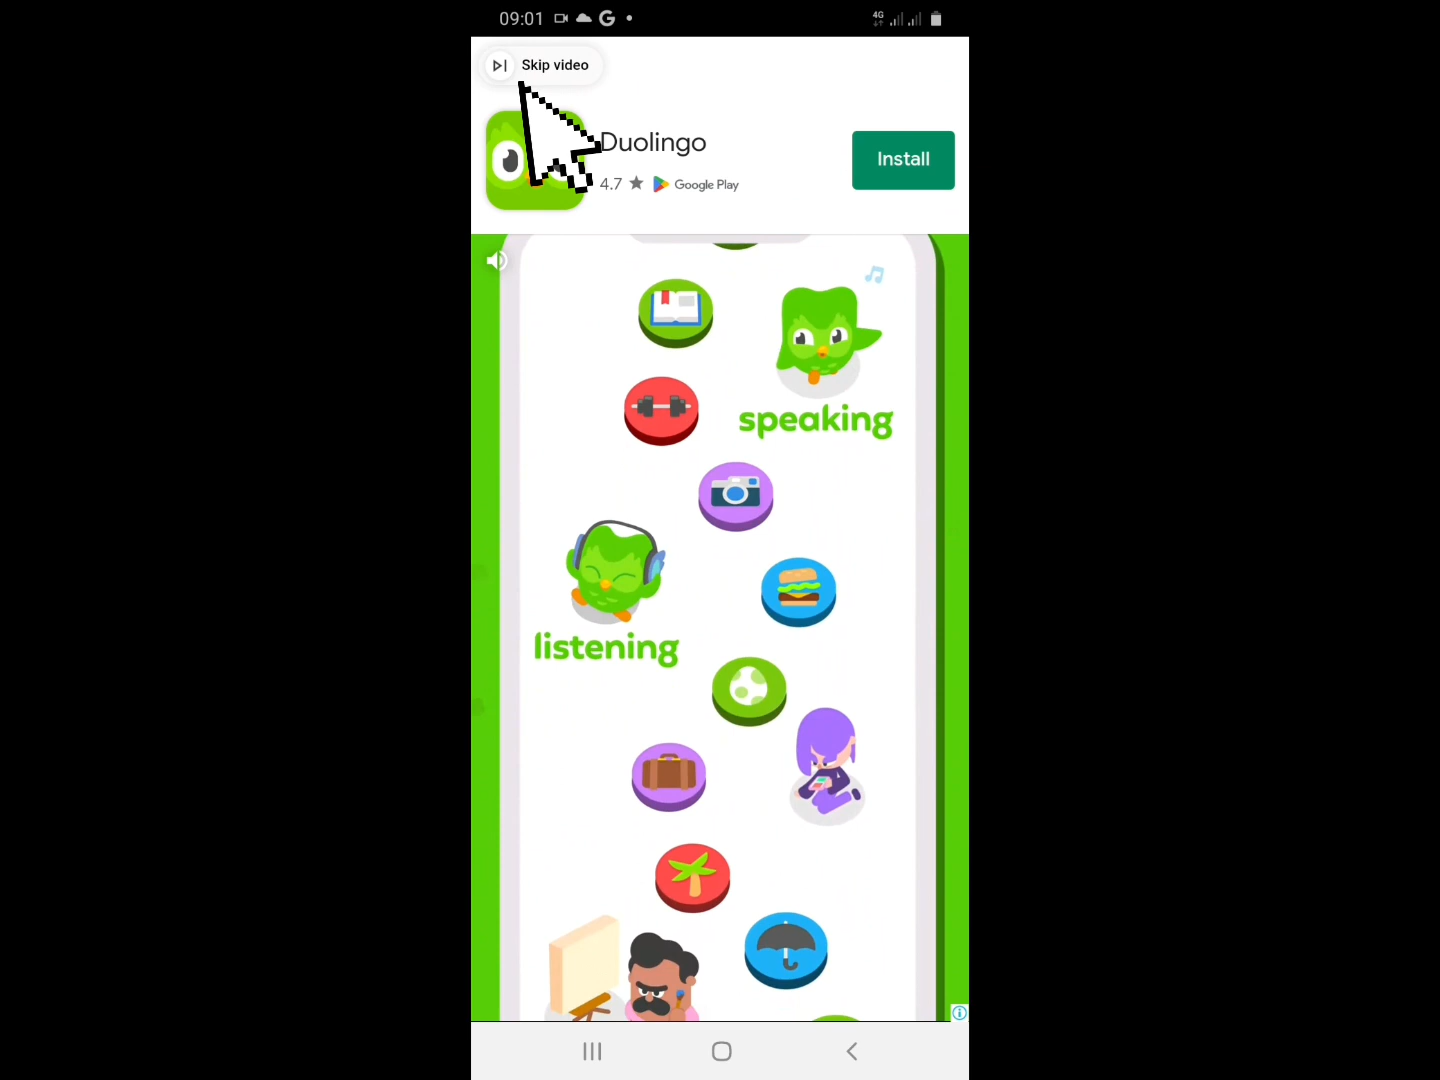 09:01
4G
Skip video
Duolingo
4.7 ★ Google Play
Install
speaking
listening